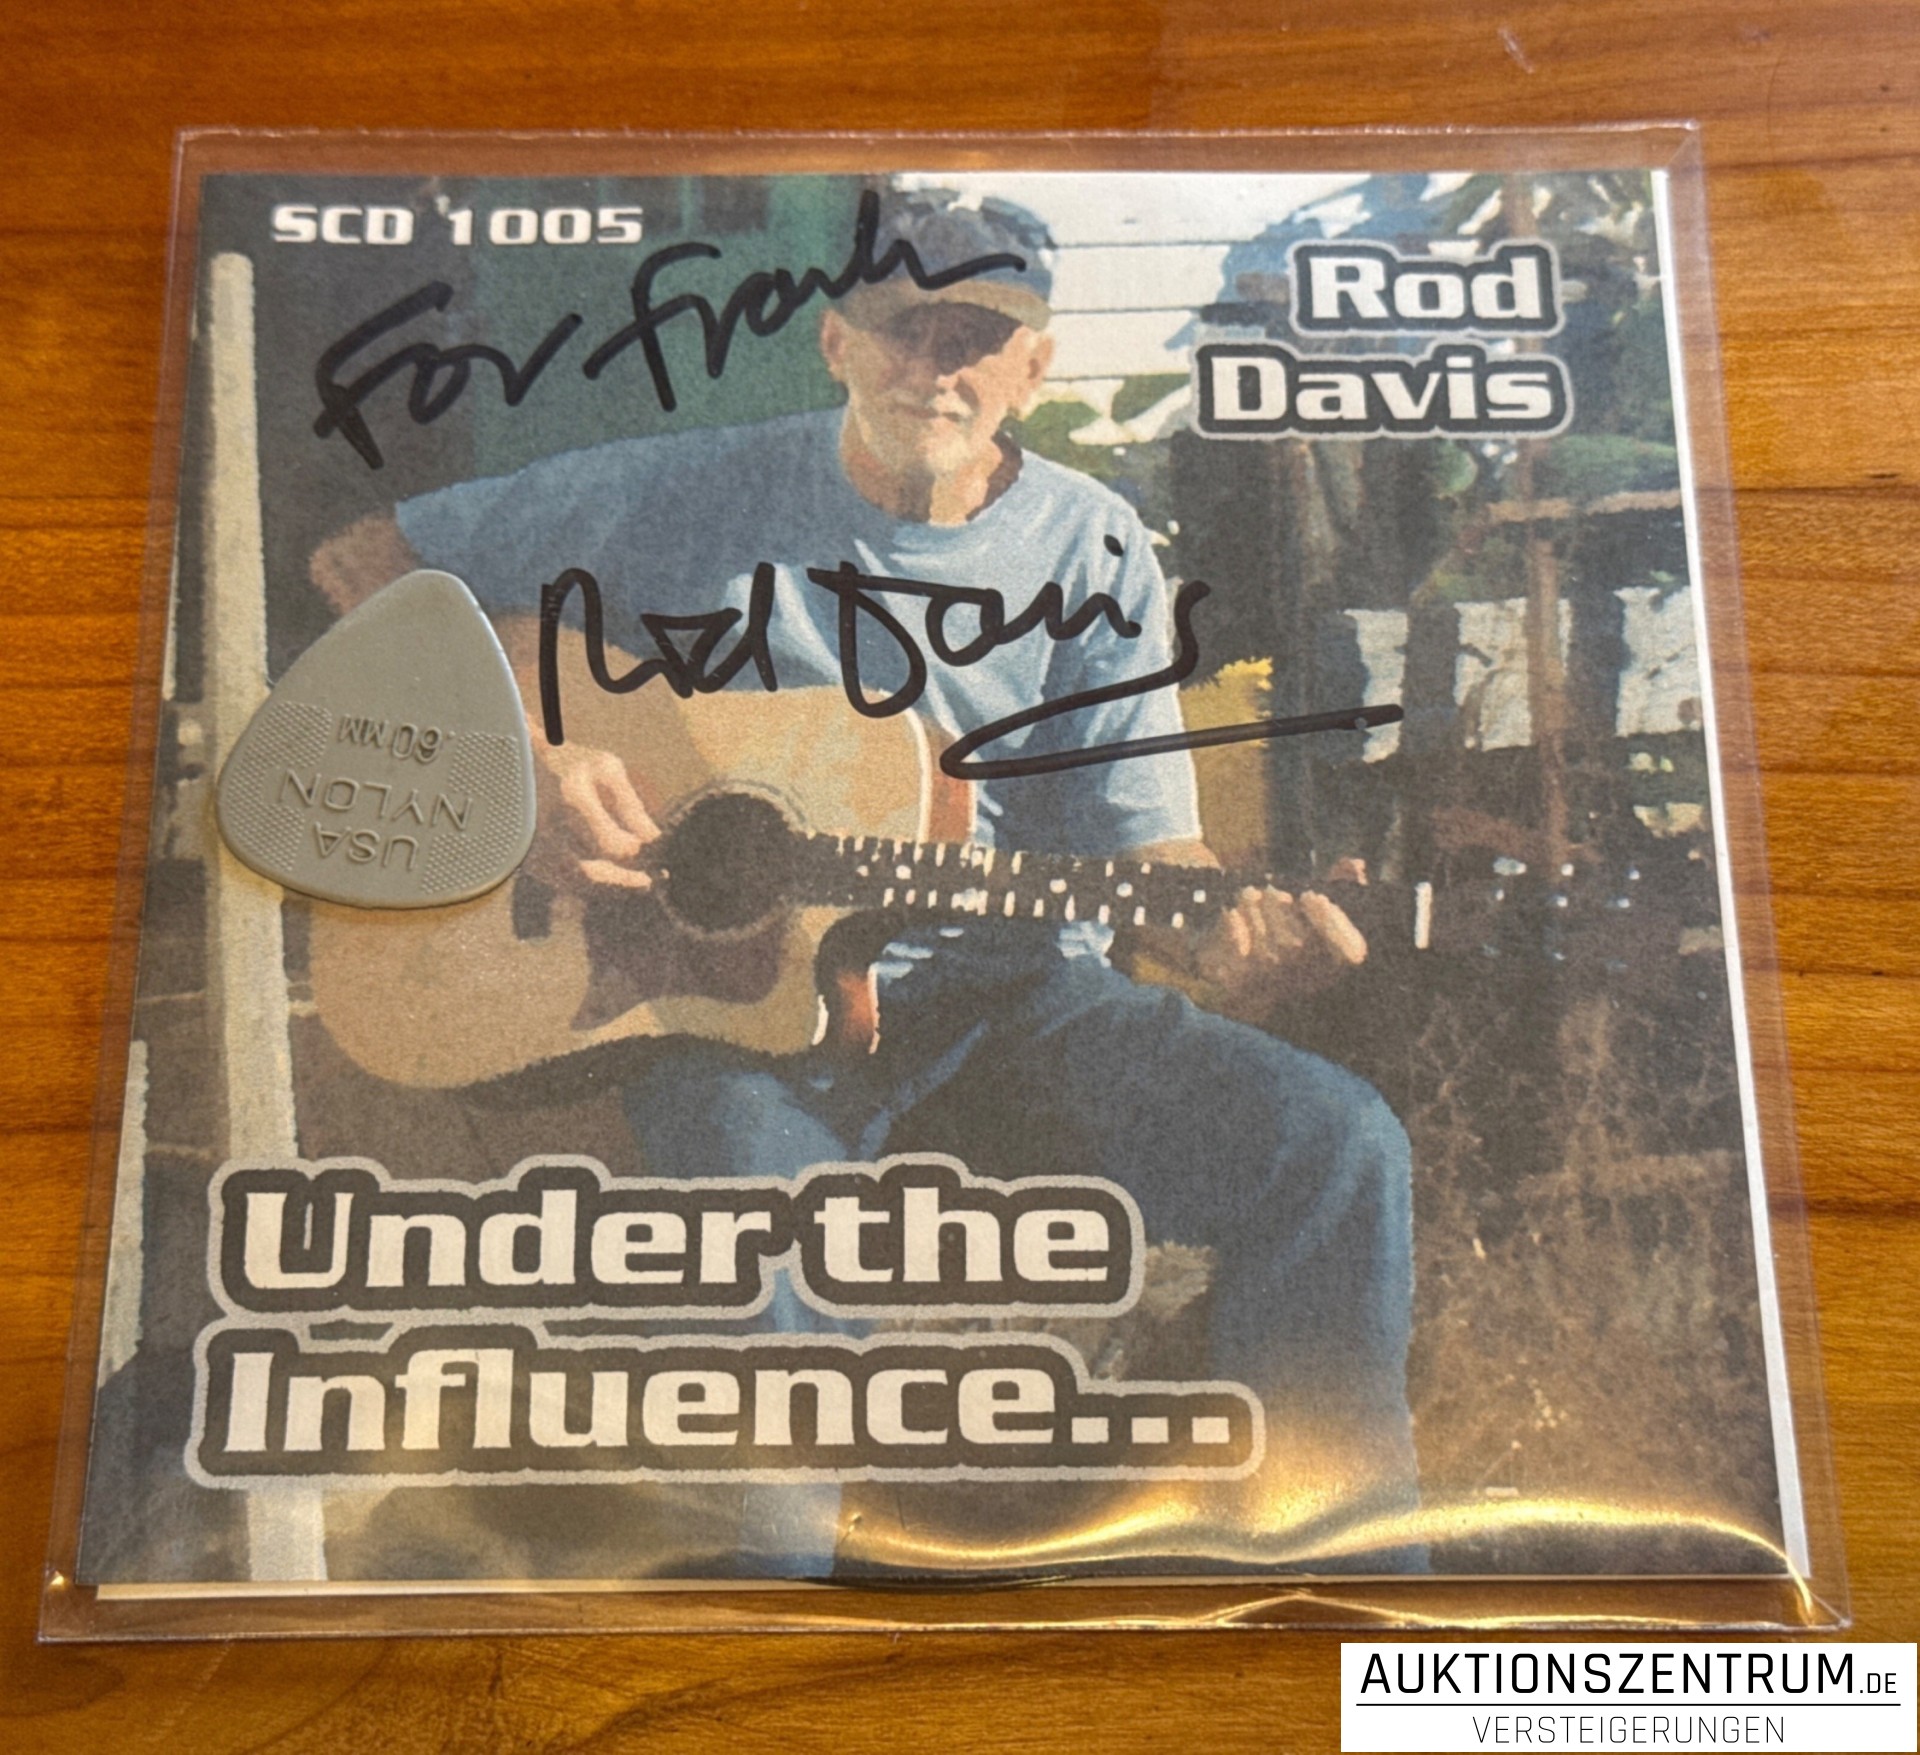 SCD 1005
For Frank
Rod
Davis
Rod Davis
.60 MM
NYLON
USA
Under the
Influence...
AUKTIONSZENTRUM.DE
VERSTEIGERUNGEN